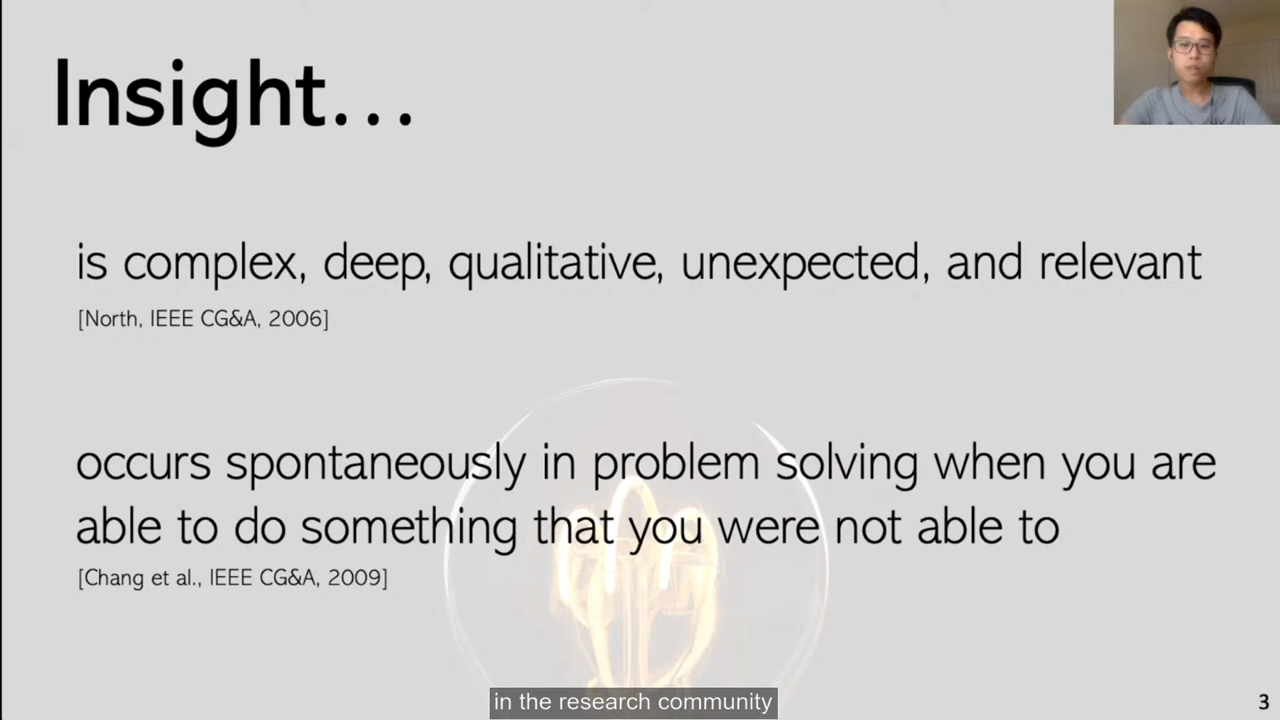 Insight...
is complex, deep, qualitative, unexpected, and relevant
[North, IEEE CG&A, 2006]
occurs spontaneously in problem solving when you are
able to do something that you were not able to
[Chang et al., IEEE CG&A, 2009]
in the research community
3